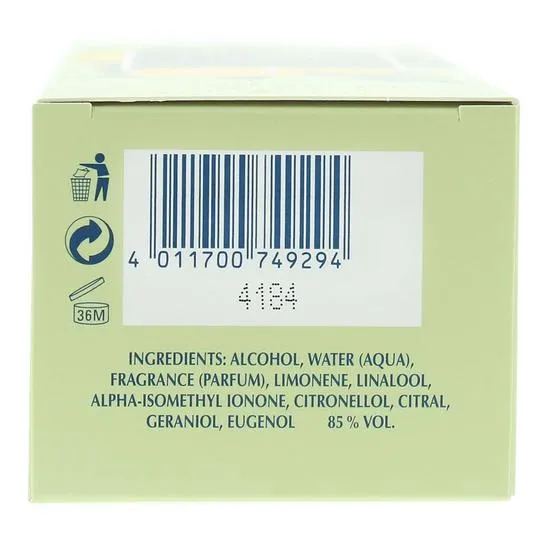 4 011700 749294
4184
36M
INGREDIENTS: ALCOHOL, WATER (AQUA),
FRAGRANCE (PARFUM), LIMONENE, LINALOOL,
ALPHA-ISOMETHYL IONONE, CITRONELLOL, CITRAL,
GERANIOL, EUGENOL 85 % VOL.